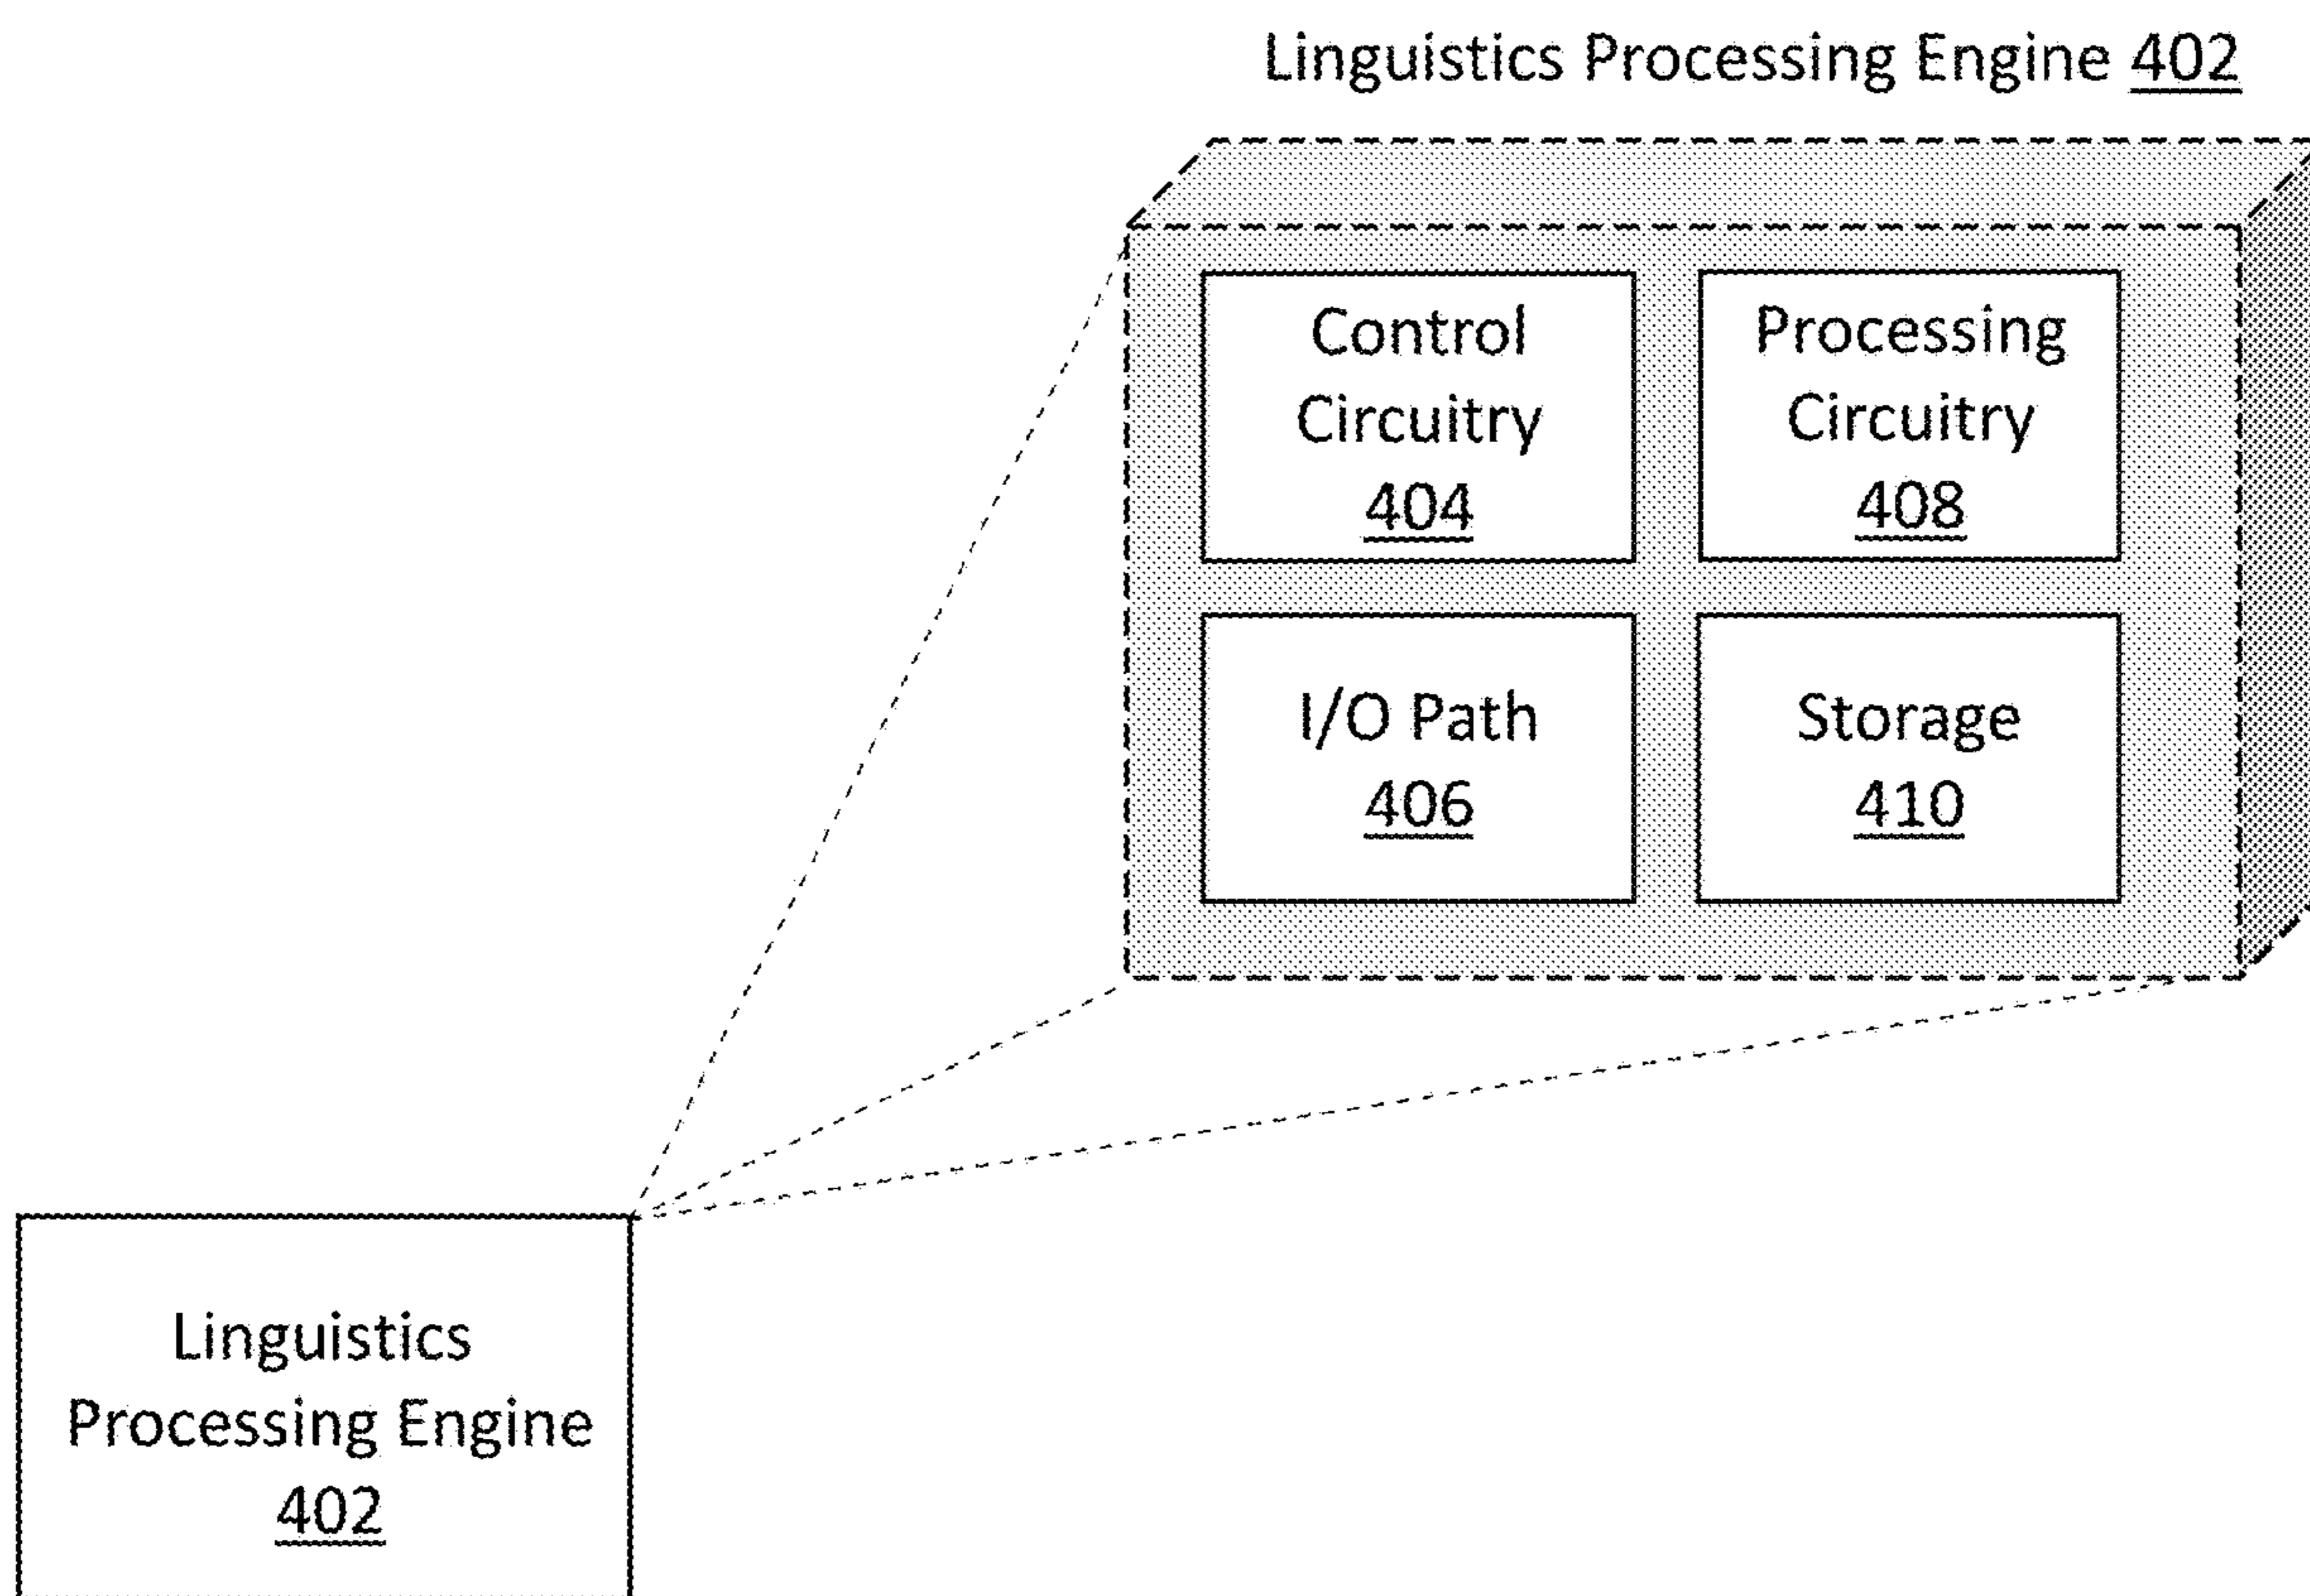 Linguistics Processing Engine 402
Control
Circuitry
404
Processing
Circuitry
408
I/O Path
406
Storage
410
Linguistics
Processing Engine
402